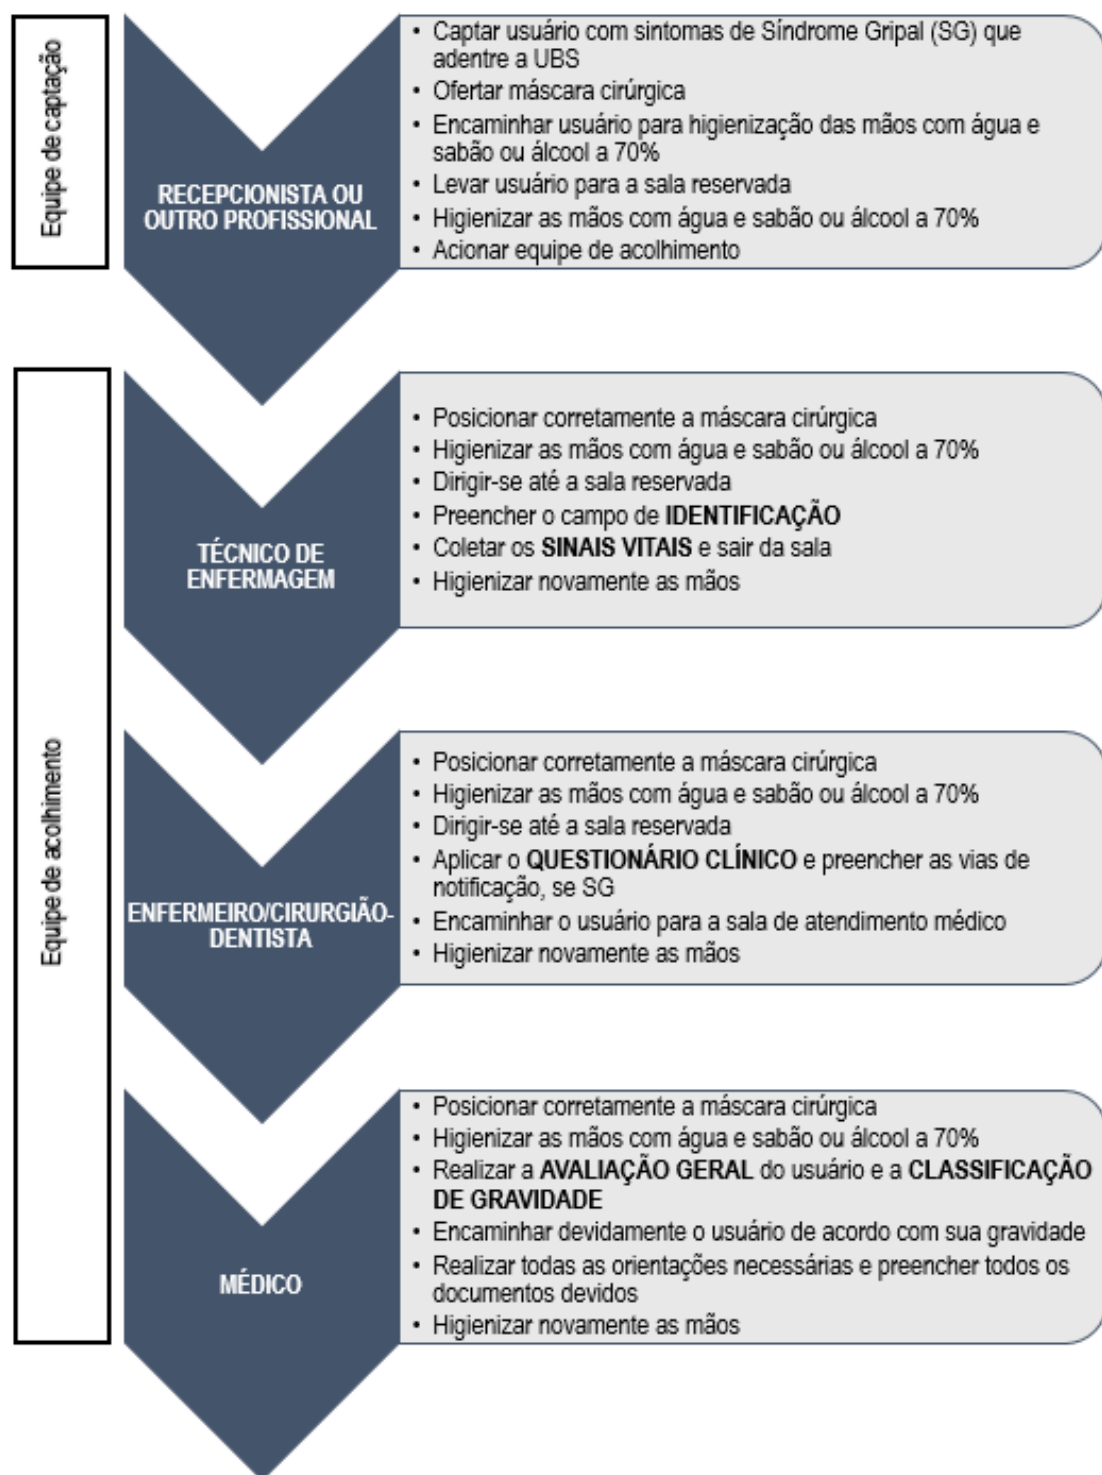 Equipe de captação
RECEPCIONISTA OU
OUTRO PROFISSIONAL
• Captar usuário com sintomas de Síndrome Gripal (SG) que
adentre a UBS
• Ofertar máscara cirúrgica
• Encaminhar usuário para higienização das mãos com água e
sabão ou álcool a 70%
• Levar usuário para a sala reservada
• Higienizar as mãos com água e sabão ou álcool a 70%
• Acionar equipe de acolhimento
Equipe de acolhimento
TÉCNICO DE
ENFERMAGEM
• Posicionar corretamente a máscara cirúrgica
• Higienizar as mãos com água e sabão ou álcool a 70%
• Dirigir-se até a sala reservada
• Preencher o campo de IDENTIFICAÇÃO
• Coletar os SINAIS VITAIS e sair da sala
• Higienizar novamente as mãos
ENFERMEIRO/CIRURGIÃO-
DENTISTA
• Posicionar corretamente a máscara cirúrgica
• Higienizar as mãos com água e sabão ou álcool a 70%
• Dirigir-se até a sala reservada
• Aplicar o QUESTIONÁRIO CLÍNICO e preencher as vias de
notificação, se SG
• Encaminhar o usuário para a sala de atendimento médico
• Higienizar novamente as mãos
MÉDICO
• Posicionar corretamente a máscara cirúrgica
• Higienizar as mãos com água e sabão ou álcool a 70%
• Realizar a AVALIAÇÃO GERAL do usuário e a CLASSIFICAÇÃO
DE GRAVIDADE
• Encaminhar devidamente o usuário de acordo com sua gravidade
• Realizar todas as orientações necessárias e preencher todos os
documentos devidos
• Higienizar novamente as mãos